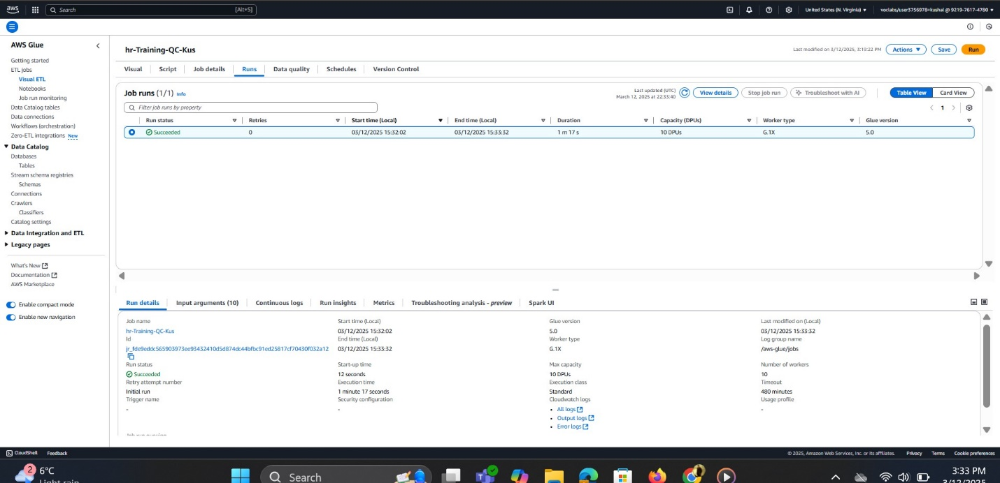 aws Search [Alt+S] United States (N. Virginia) voclabs/user3756978=kushal @ 9219-7617-4780
AWS Glue
Getting started
ETL jobs
Visual ETL
Notebooks
Job run monitoring
Data Catalog tables
Data connections
Workflows (orchestration)
Zero-ETL integrations New
Data Catalog
Databases
Tables
Stream schema registries
Schemas
Connections
Crawlers
Classifiers
Catalog settings
Data Integration and ETL
Legacy pages
What's New
Documentation
AWS Marketplace
Enable compact mode
Enable new navigation
hr-Training-QC-Kus
Last modified on 3/12/2025, 3:19:22 PM Actions Save Run
Visual Script Job details Runs Data quality Schedules Version Control
Job runs (1/1) Info
Last updated (UTC)
March 12, 2025 at 22:33:40
View details Stop job run Troubleshoot with AI Table View Card View
Filter job runs by property
1
Run status Retries Start time (Local) End time (Local) Duration Capacity (DPUs) Worker type Glue version
Succeeded 0 03/12/2025 15:32:02 03/12/2025 15:33:32 1 m 17 s 10 DPUs G.1X 5.0
Run details Input arguments (10) Continuous logs Run insights Metrics Troubleshooting analysis - preview Spark UI
Job name Start time (Local) Glue version Last modified on (Local)
hr-Training-QC-Kus 03/12/2025 15:32:02 5.0 03/12/2025 15:33:32
Id End time (Local) Worker type Log group name
jr_fde9eddc565903973ee93432410d5d874dc44bfbc91ed25817cf70430f032a12 03/12/2025 15:33:32 G.1X /aws-glue/jobs
Run status Start-up time Max capacity Number of workers
Succeeded 12 seconds 10 DPUs 10
Retry attempt number Execution time Execution class Timeout
Initial run 1 minute 17 seconds Standard 480 minutes
Trigger name Security configuration Cloudwatch logs Usage profile
- - All logs -
Output logs
Error logs
CloudShell Feedback © 2025, Amazon Web Services, Inc. or its affiliates. Privacy Terms Cookie preferences
2 6°C
Light rain
Search
3:33 PM
3/12/2025